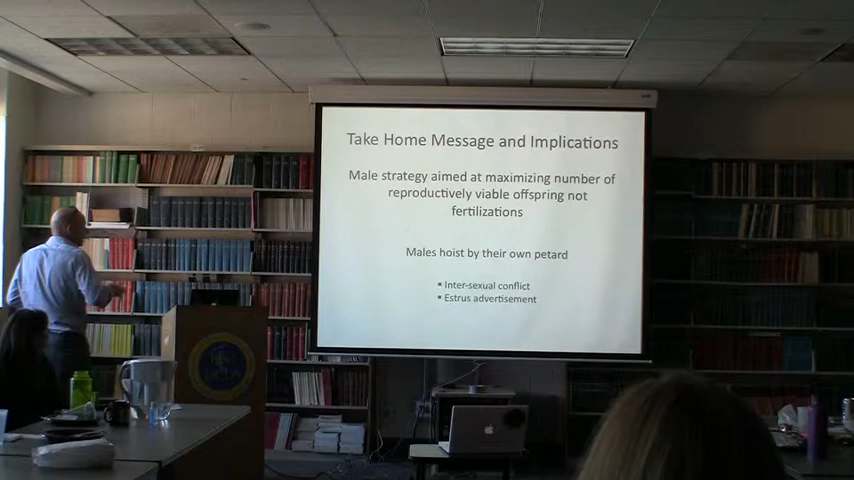 Take Home Message and Implications
Male strategy aimed at maximizing number of
reproductively viable offspring not
fertilizations
Males hoist by their own petard
▪ Inter-sexual conflict
▪ Estrus advertisement